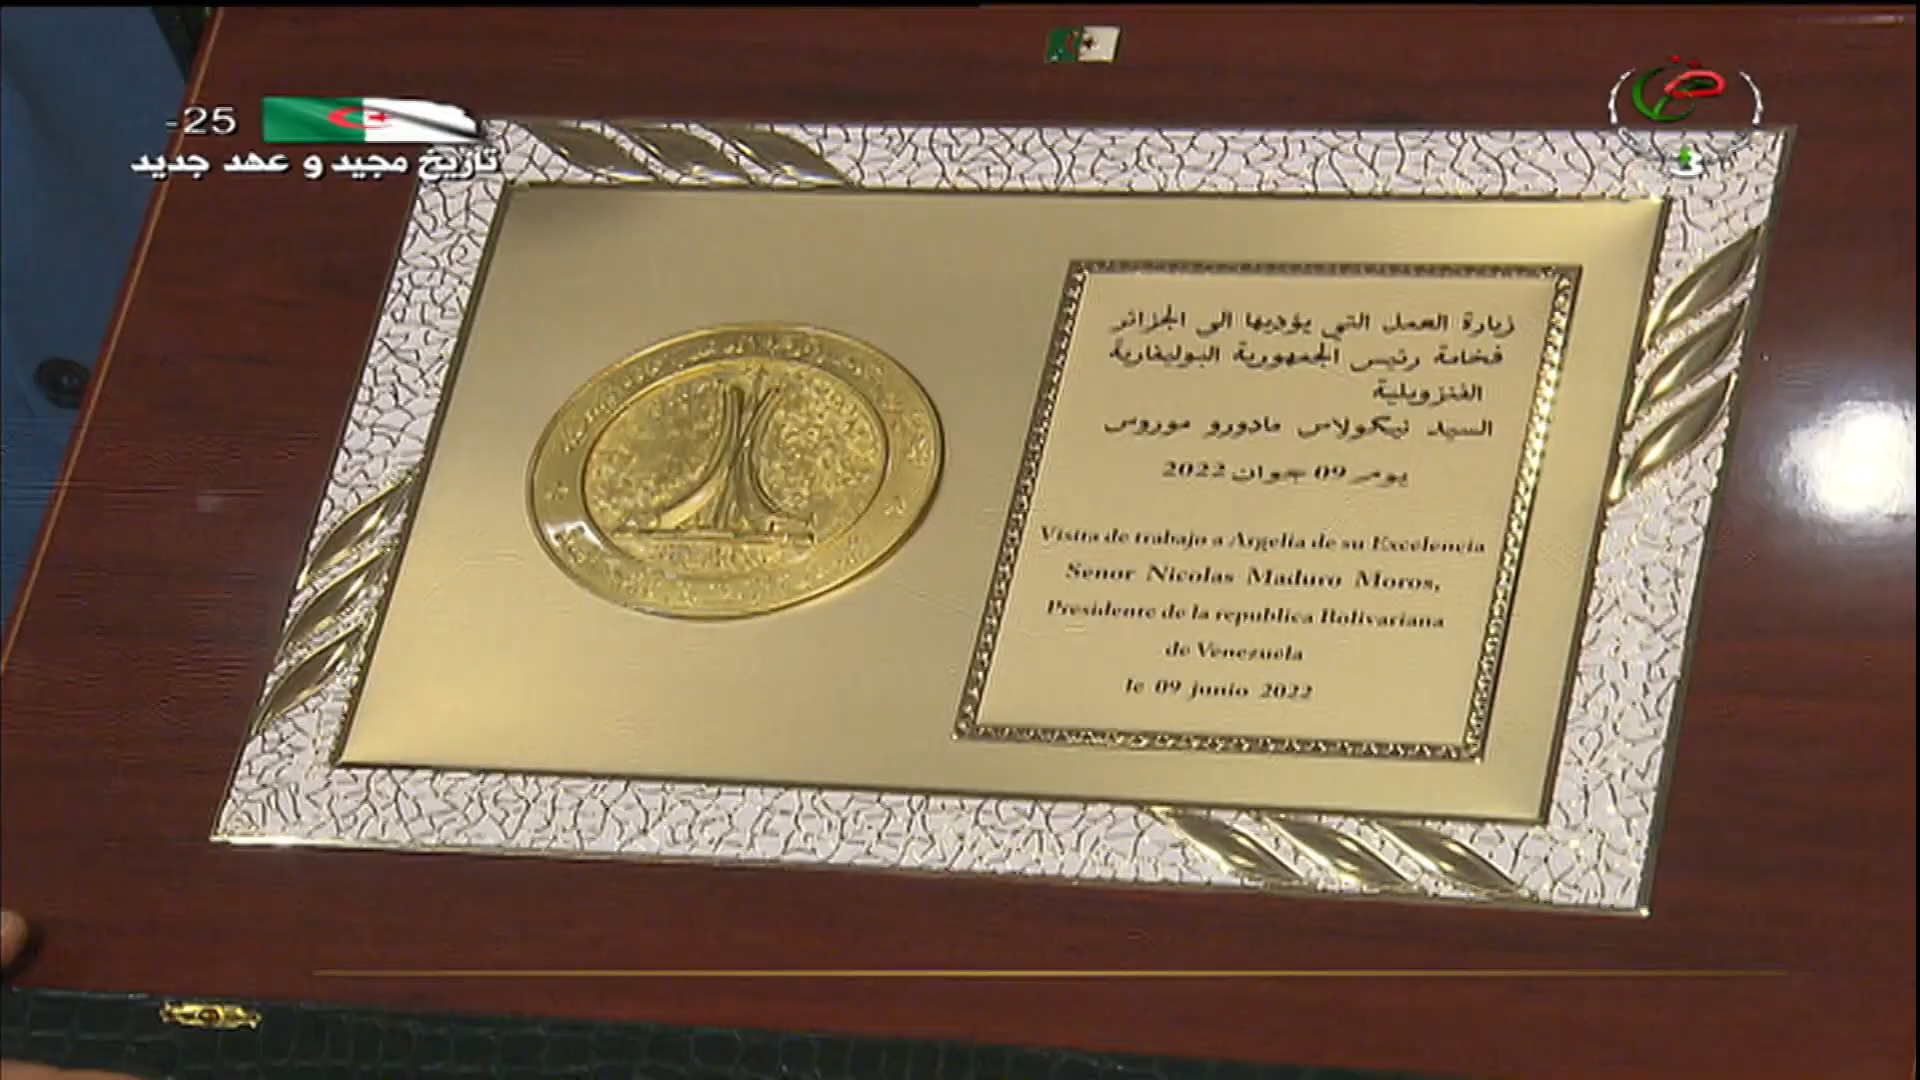 -25
تاريخ مجيد و عهد جديد
زيارة العمل التي يؤديها الى الجزائر
فخامة رئيس الجمهورية البوليفارية
الفنزويلية
السيد نيكولاس مادورو موروس
يوم 09 جوان 2022
Visita de trabajo a Argelia de su Excelencia
Senor Nicolas Maduro Moros,
Presidente de la republica Bolivariana
de Venezuela
le 09 junio 2022